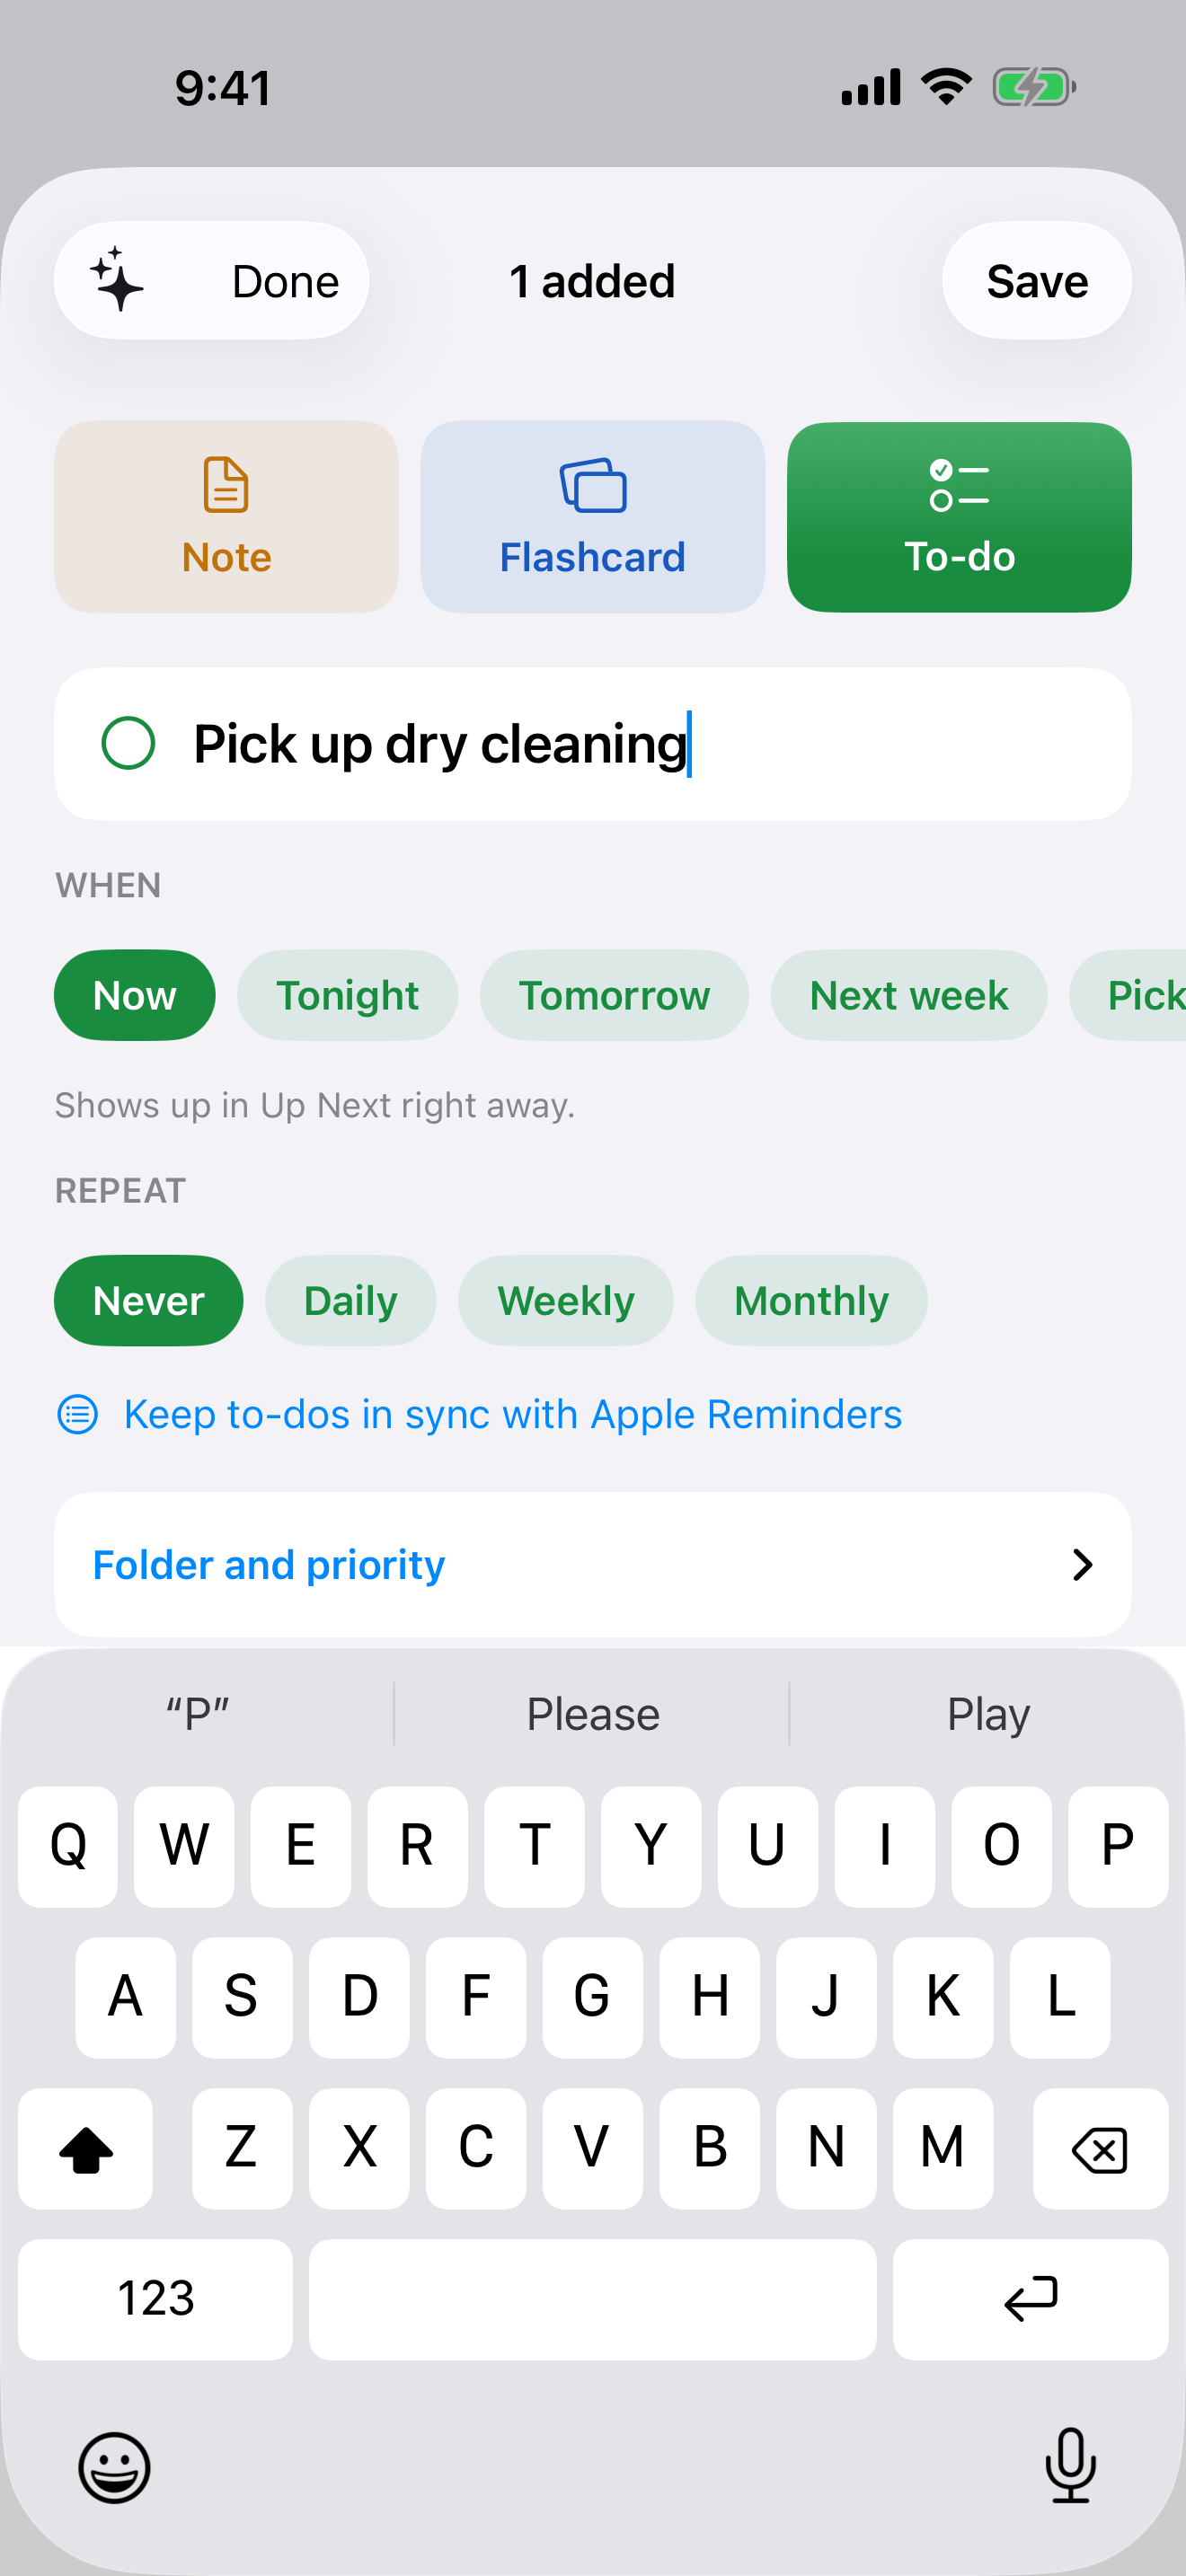 9:41
Done
1 added
Save
Note
Flashcard
To-do
Pick up dry cleaning
WHEN
Now
Tonight
Tomorrow
Next week
Pick
Shows up in Up Next right away.
REPEAT
Never
Daily
Weekly
Monthly
Keep to-dos in sync with Apple Reminders
Folder and priority
“P”
Please
Play
Q W E R T Y U I O P
A S D F G H J K L
Z X C V B N M
123